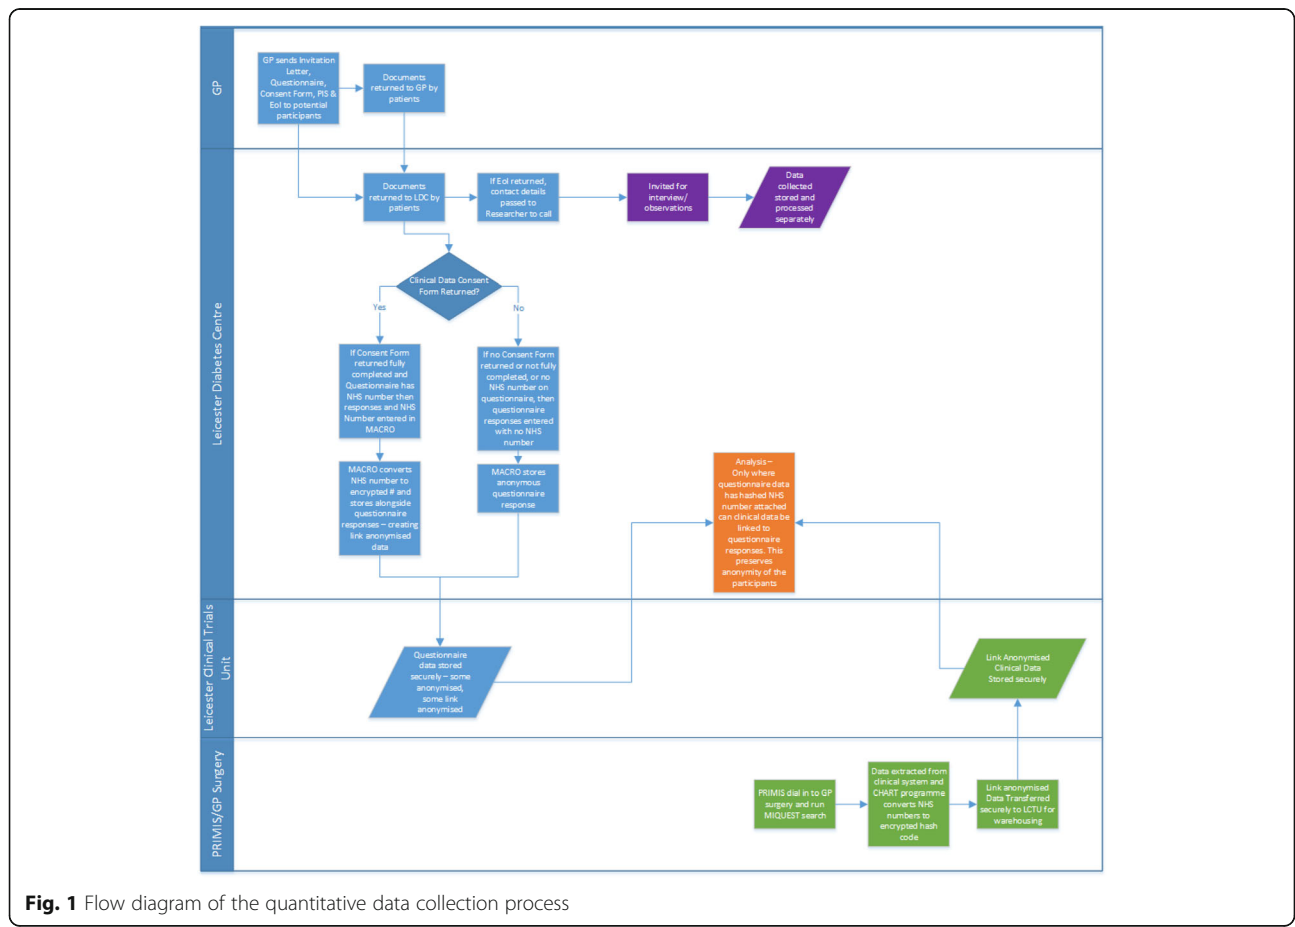 GP
GP sends Invitation
Letter,
Questionnaire,
Consent Form, PIS &
EoI to potential
participants
Documents
returned to GP by
patients
Leicester Diabetes Centre
Documents
returned to LDC by
patients
If EoI returned,
contact details
passed to
Researcher to call
Invited for
interview/
observations
Data
collected
stored and
processed
separately
Clinical Data Consent
Form Returned?
Yes
No
If Consent Form
returned fully
completed and
Questionnaire has
NHS number then
responses and NHS
Number entered in
MACRO
If no Consent Form
returned or not fully
completed, or no
NHS number on
questionnaire, then
questionnaire
responses entered
with no NHS
number
MACRO converts
NHS number to
encrypted # and
stores alongside
questionnaire
responses – creating
link anonymised
data
MACRO stores
anonymous
questionnaire
response
Analysis –
Only where
questionnaire data
has hashed NHS
number attached
can clinical data be
linked to
questionnaire
responses. This
preserves
anonymity of the
participants
Leicester Clinical Trials
Unit
Questionnaire
data stored
securely – some
anonymised,
some link
anonymised
Link Anonymised
Clinical Data
Stored securely
PRIMIS/GP Surgery
PRIMIS dial in to GP
surgery and run
MIQUEST search
Data extracted from
clinical system and
CHART programme
converts NHS
numbers to
encrypted hash
code
Link anonymised
Data Transferred
securely to LCTU for
warehousing
Fig. 1 Flow diagram of the quantitative data collection process